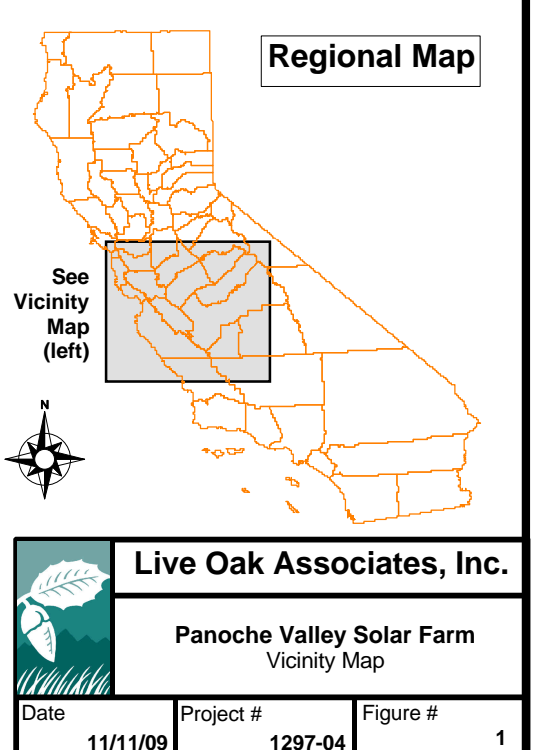 Regional Map
See
Vicinity
Map
(left)
N
Live Oak Associates, Inc.
Panoche Valley Solar Farm
Vicinity Map
Date
11/11/09
Project #
1297-04
Figure #
1